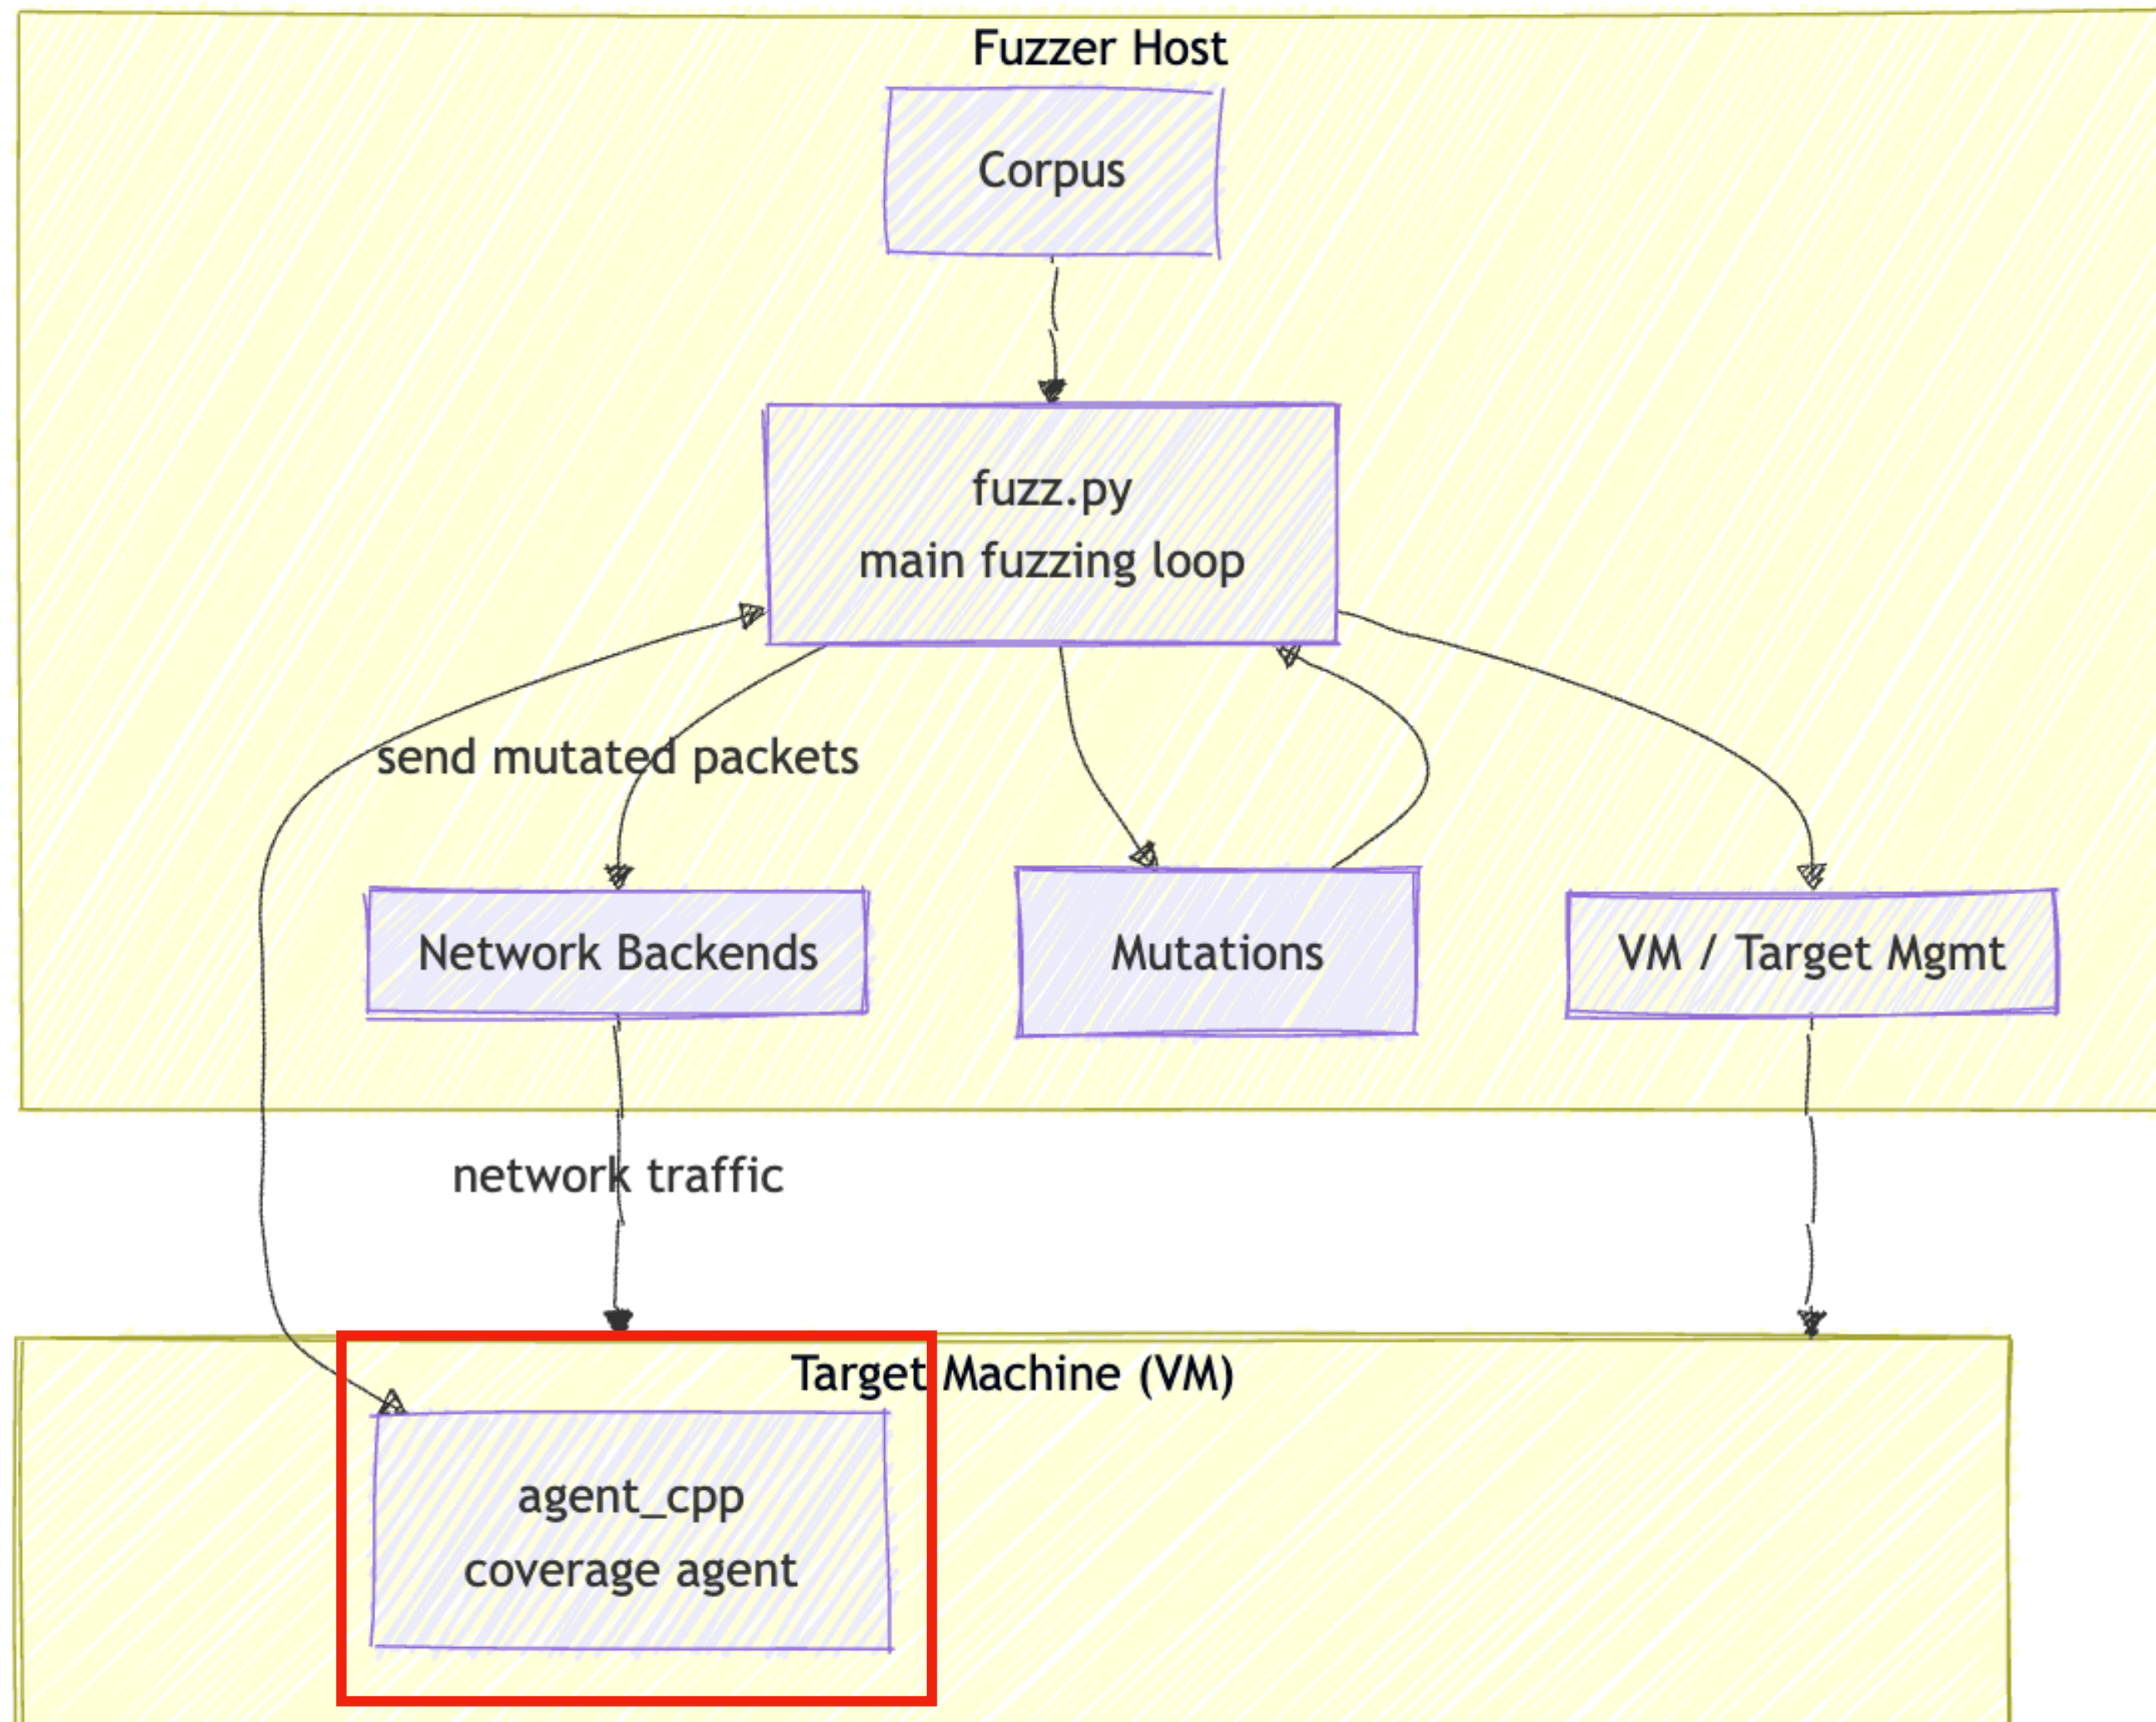 Fuzzer Host
Corpus
fuzz.py
main fuzzing loop
send mutated packets
Network Backends
Mutations
VM / Target Mgmt
network traffic
Target Machine (VM)
agent_cpp
coverage agent